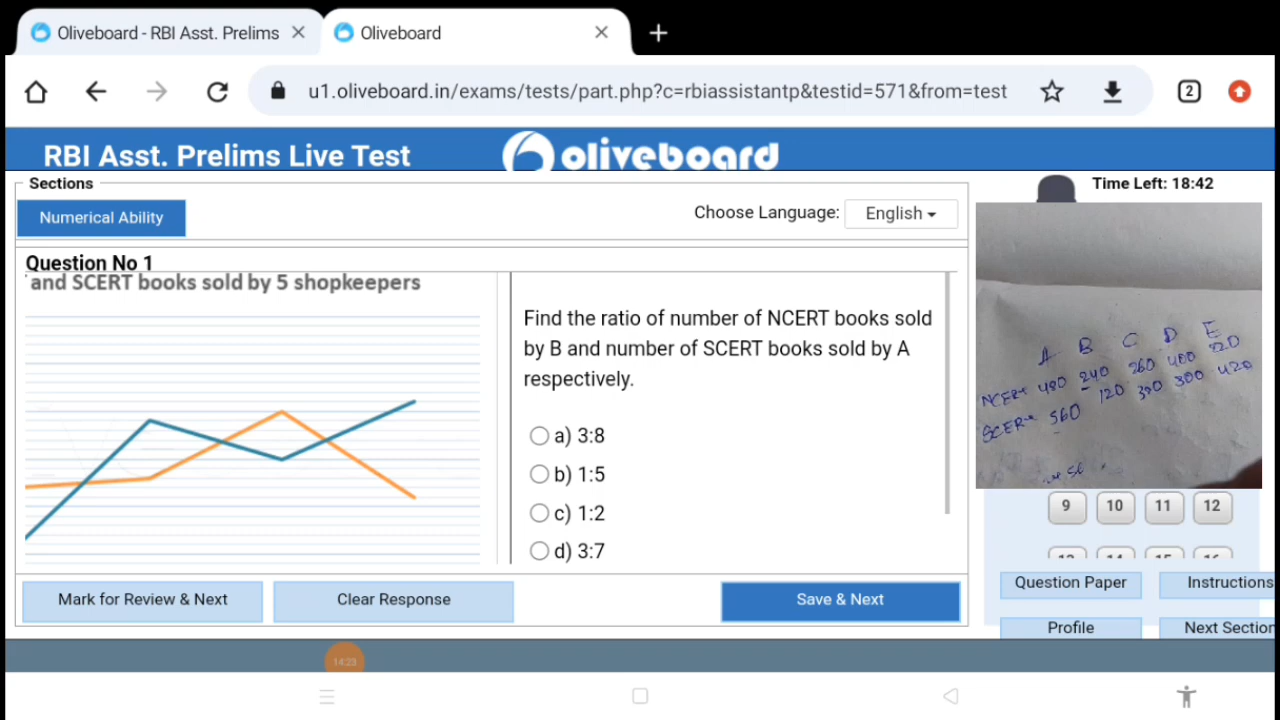 Oliveboard - RBI Asst. Prelims
Oliveboard
u1.oliveboard.in/exams/tests/part.php?c=rbiassistantp&testid=571&from=test
2
RBI Asst. Prelims Live Test
oliveboard
Sections
Time Left: 18:42
Numerical Ability
Choose Language:
English
Question No 1
and SCERT books sold by 5 shopkeepers
Find the ratio of number of NCERT books sold
by B and number of SCERT books sold by A
respectively.
a) 3:8
b) 1:5
c) 1:2
d) 3:7
A B C D E
NCERT 240 260 400
SCERT 560 120 300 420
9 10 11 12
Question Paper
Instructions
Profile
Next Section
Mark for Review & Next
Clear Response
Save & Next
14:23